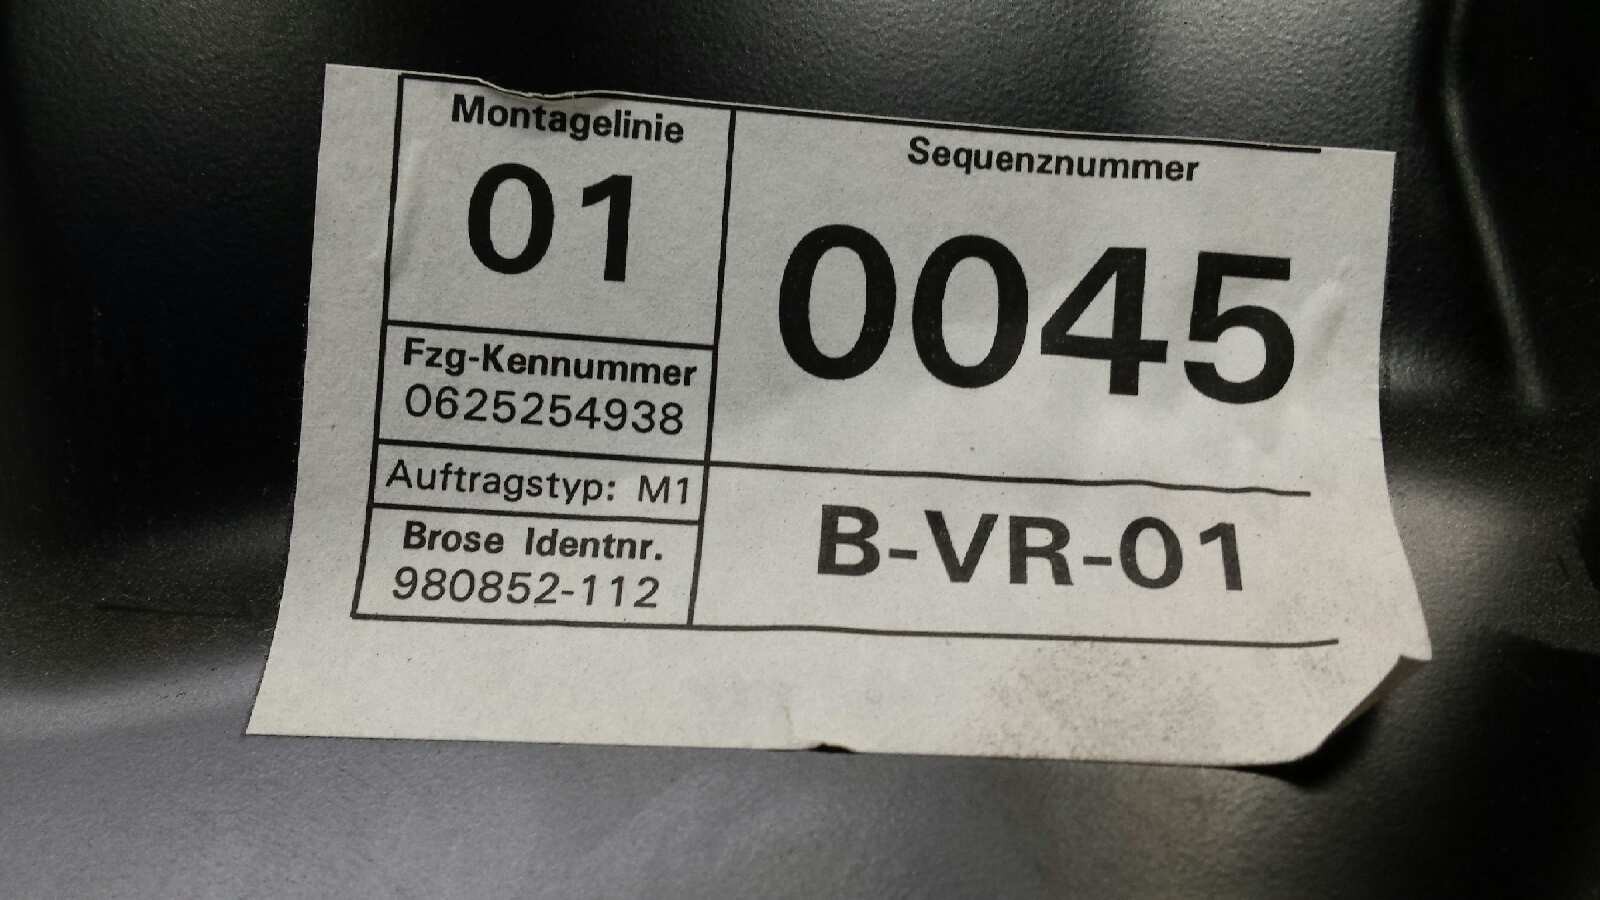 Montagelinie
01
Sequenznummer
0045
Fzg-Kennummer
0625254938
Auftragstyp: M1
Brose Identnr.
980852-112
B-VR-01